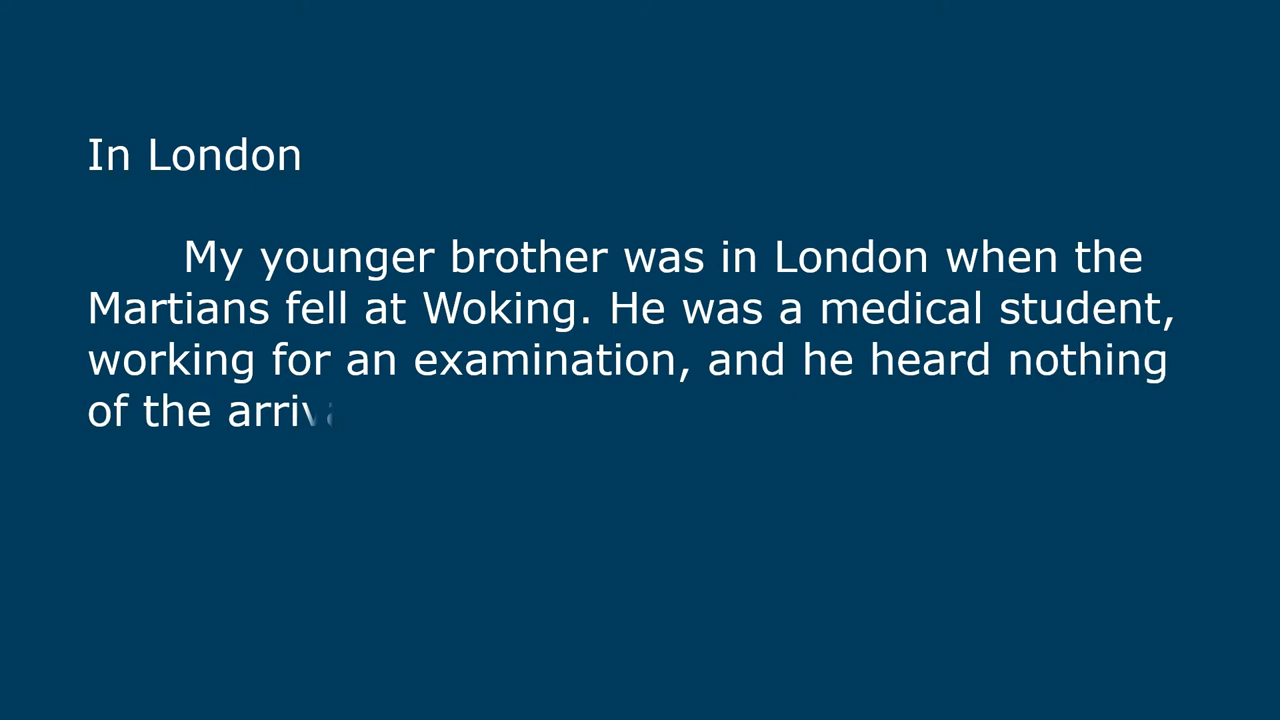 In London
My younger brother was in London when the
Martians fell at Woking. He was a medical student,
working for an examination, and he heard nothing
of the arriva